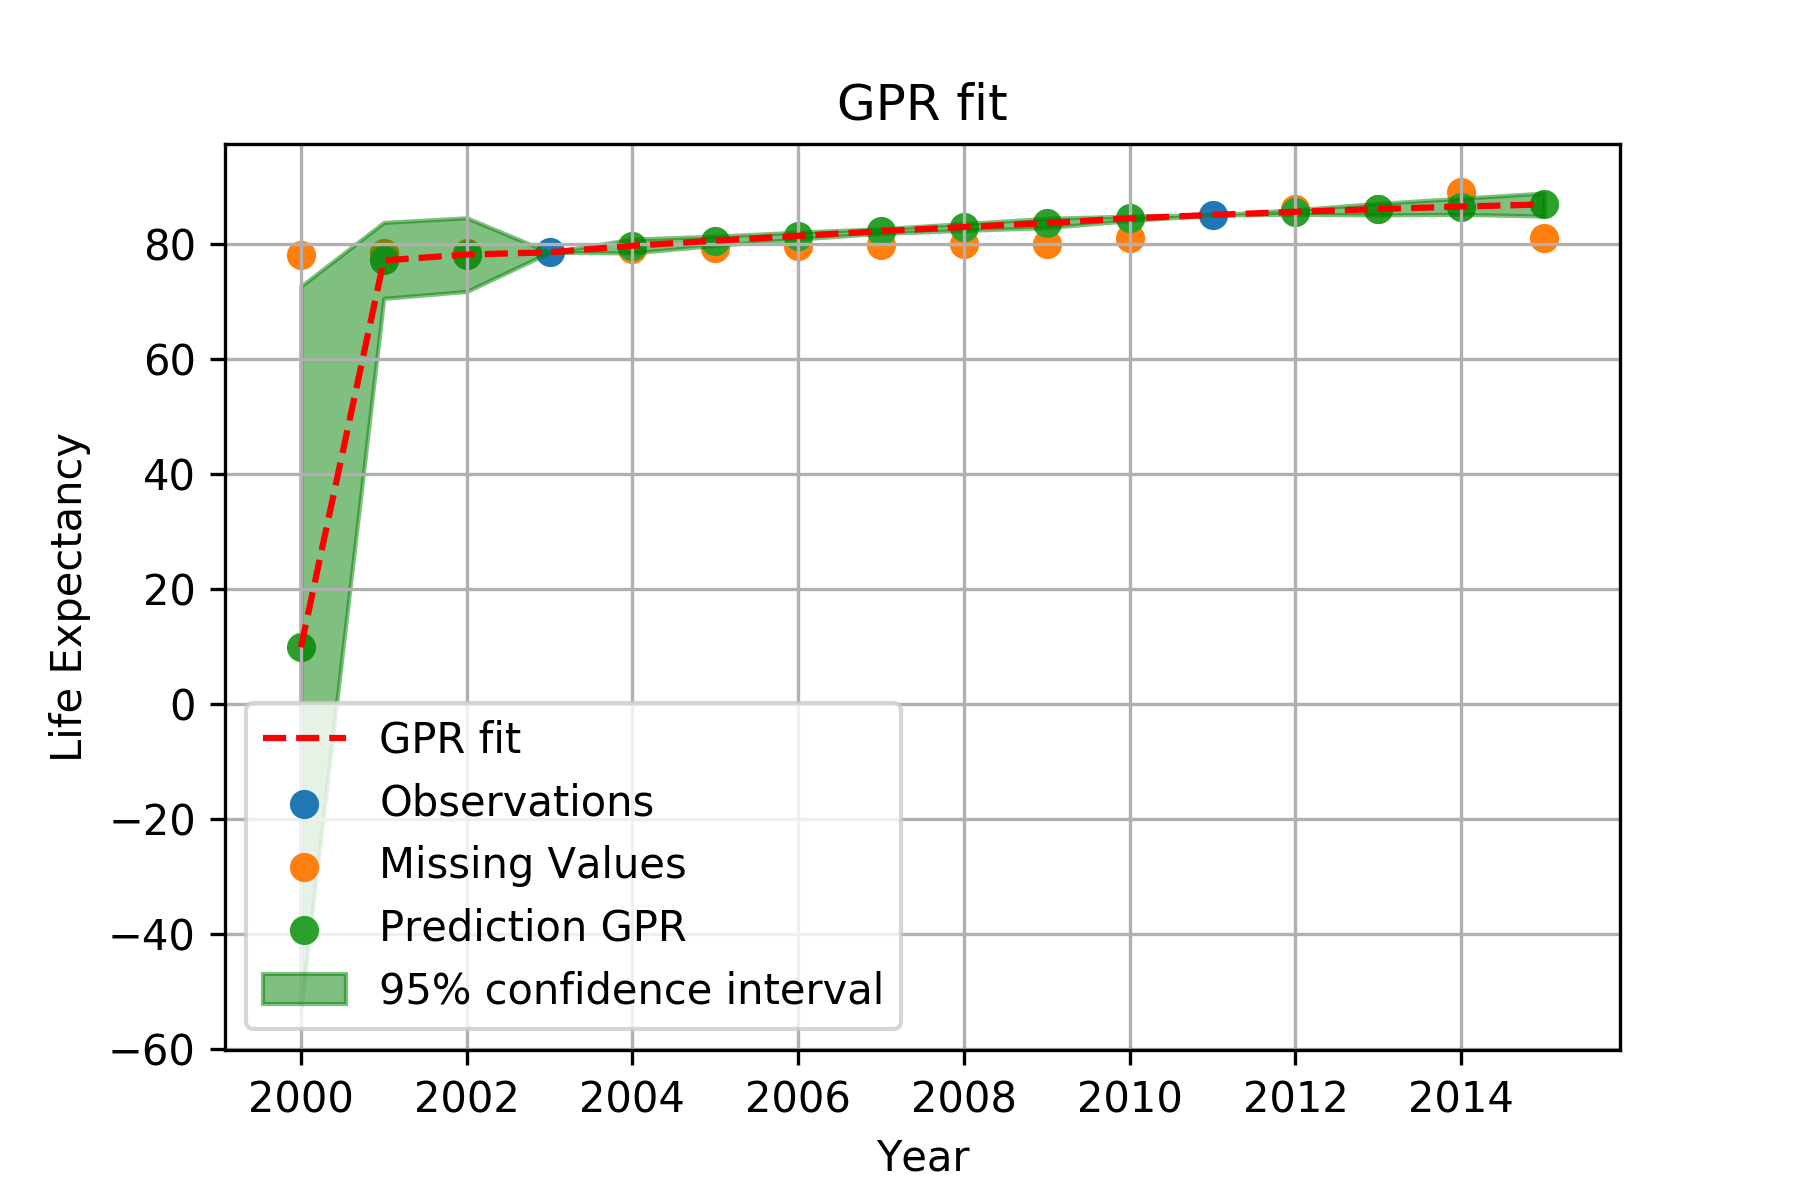 GPR fit
80
60
40
20
0
−20
−40
−60
Life Expectancy
GPR fit
Observations
Missing Values
Prediction GPR
95% confidence interval
2000 2002 2004 2006 2008 2010 2012 2014
Year